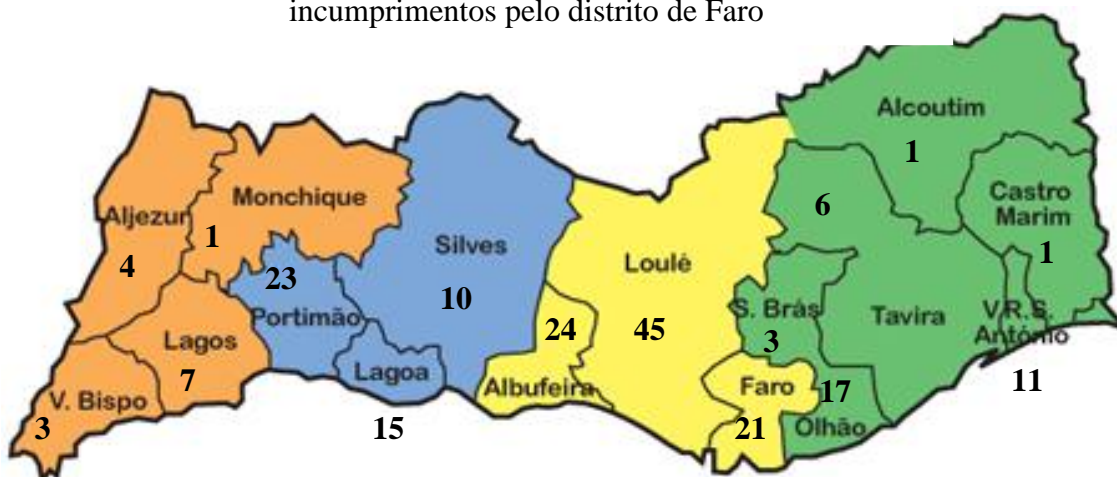 incumprimentos pelo distrito de Faro
Alcoutim
1
Monchique
Castro
Marim
Aljezur
1
6
4
Silves
Loulé
1
23
10
24
45
S. Brás
3
Tavira
V.R.S.
António
Portimão
Lagos
7
Lagoa
Albufeira
Faro
17
11
V. Bispo
3
15
21
Olhão